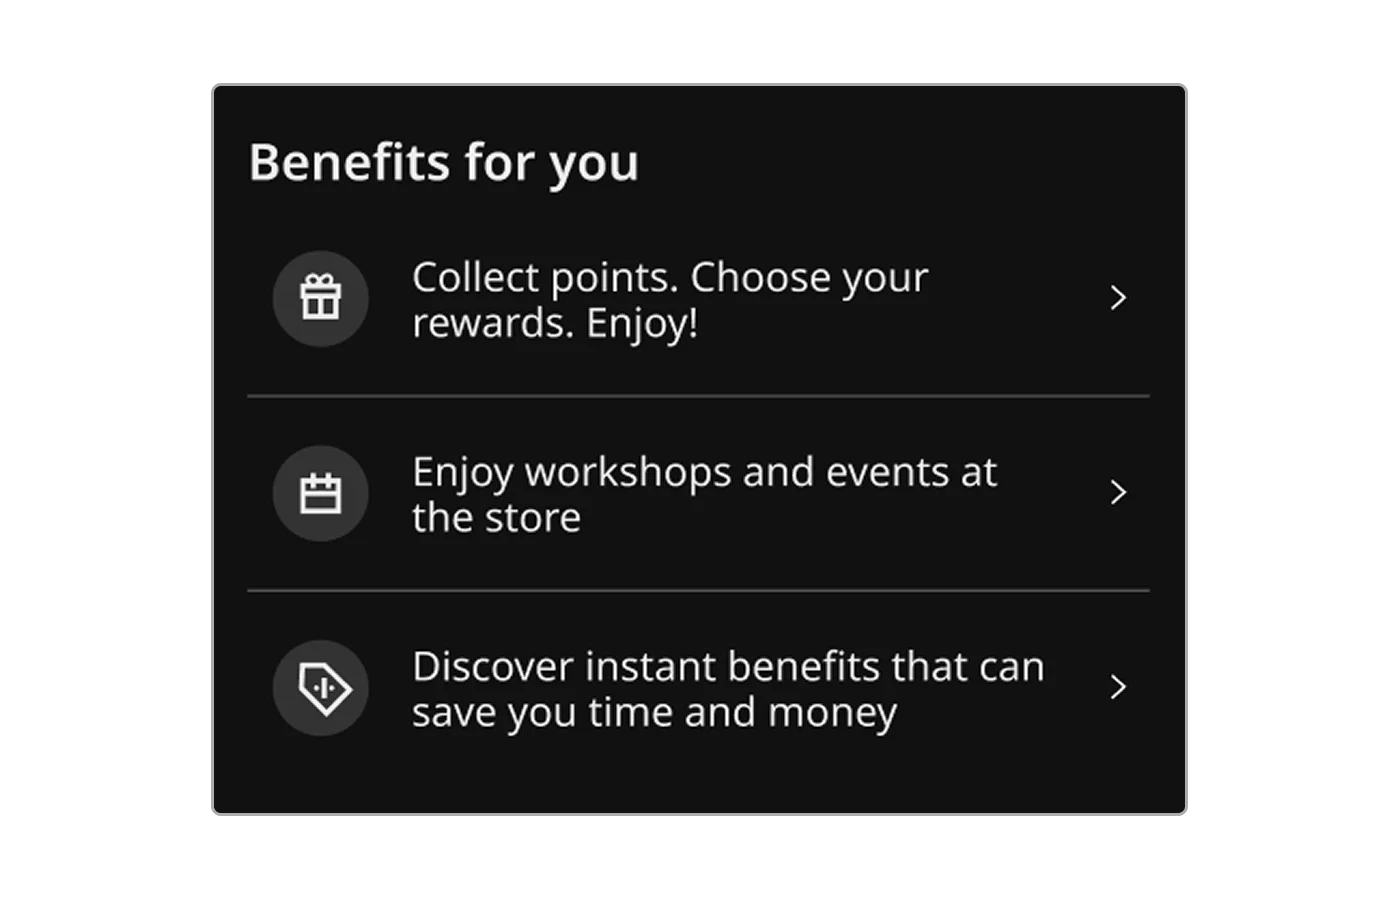 Benefits for you
Collect points. Choose your
rewards. Enjoy!
Enjoy workshops and events at
the store
Discover instant benefits that can
save you time and money